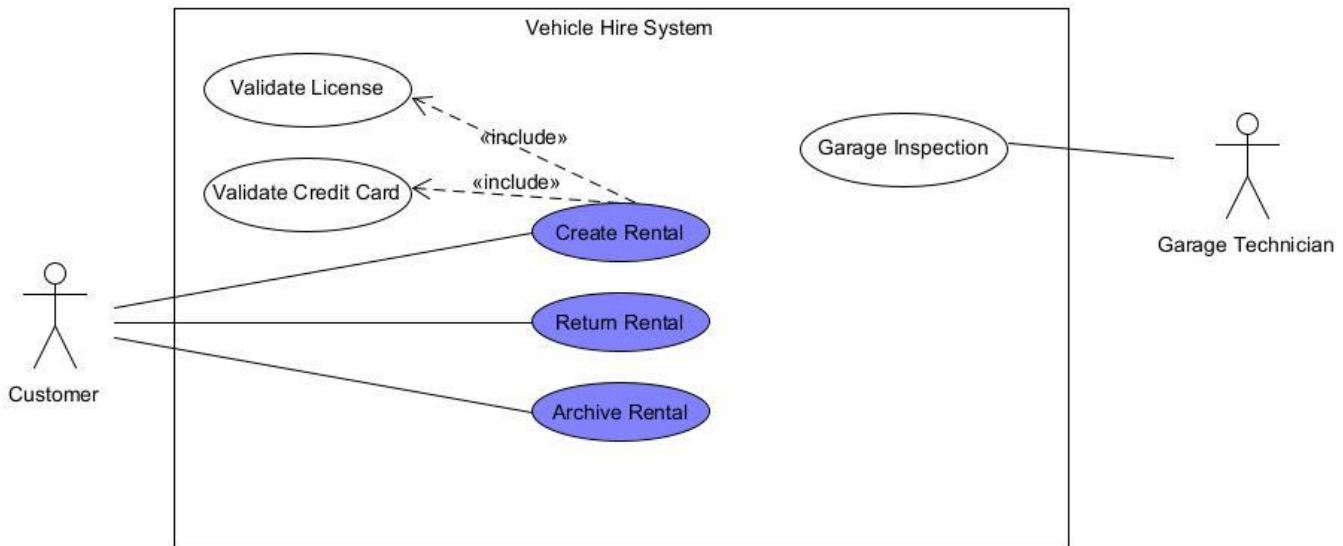 Vehicle Hire System
Validate License
«include»
Garage Inspection
Validate Credit Card
«include»
Create Rental
Garage Technician
Return Rental
Customer
Archive Rental